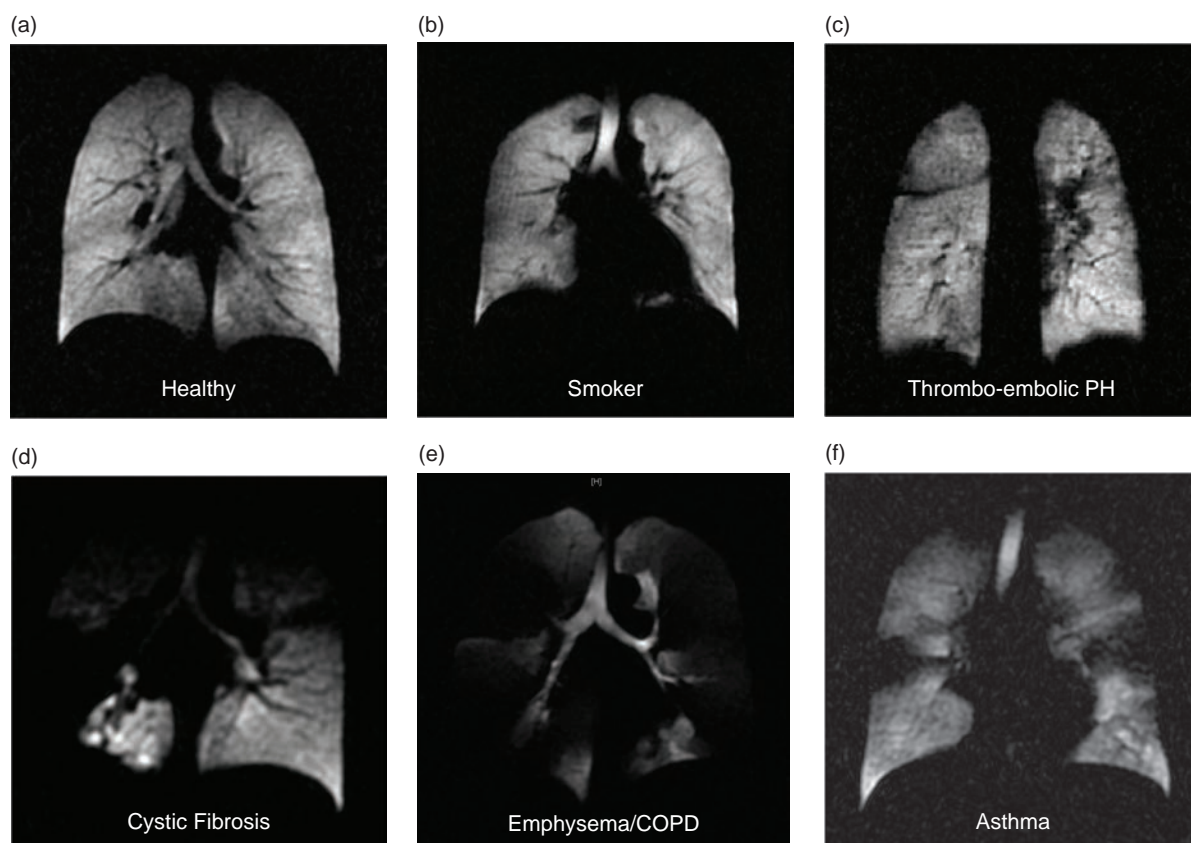 (a)
(b)
(c)
Healthy
Smoker
Thrombo-embolic PH
(d)
(e)
(f)
[H]
Cystic Fibrosis
Emphysema/COPD
Asthma